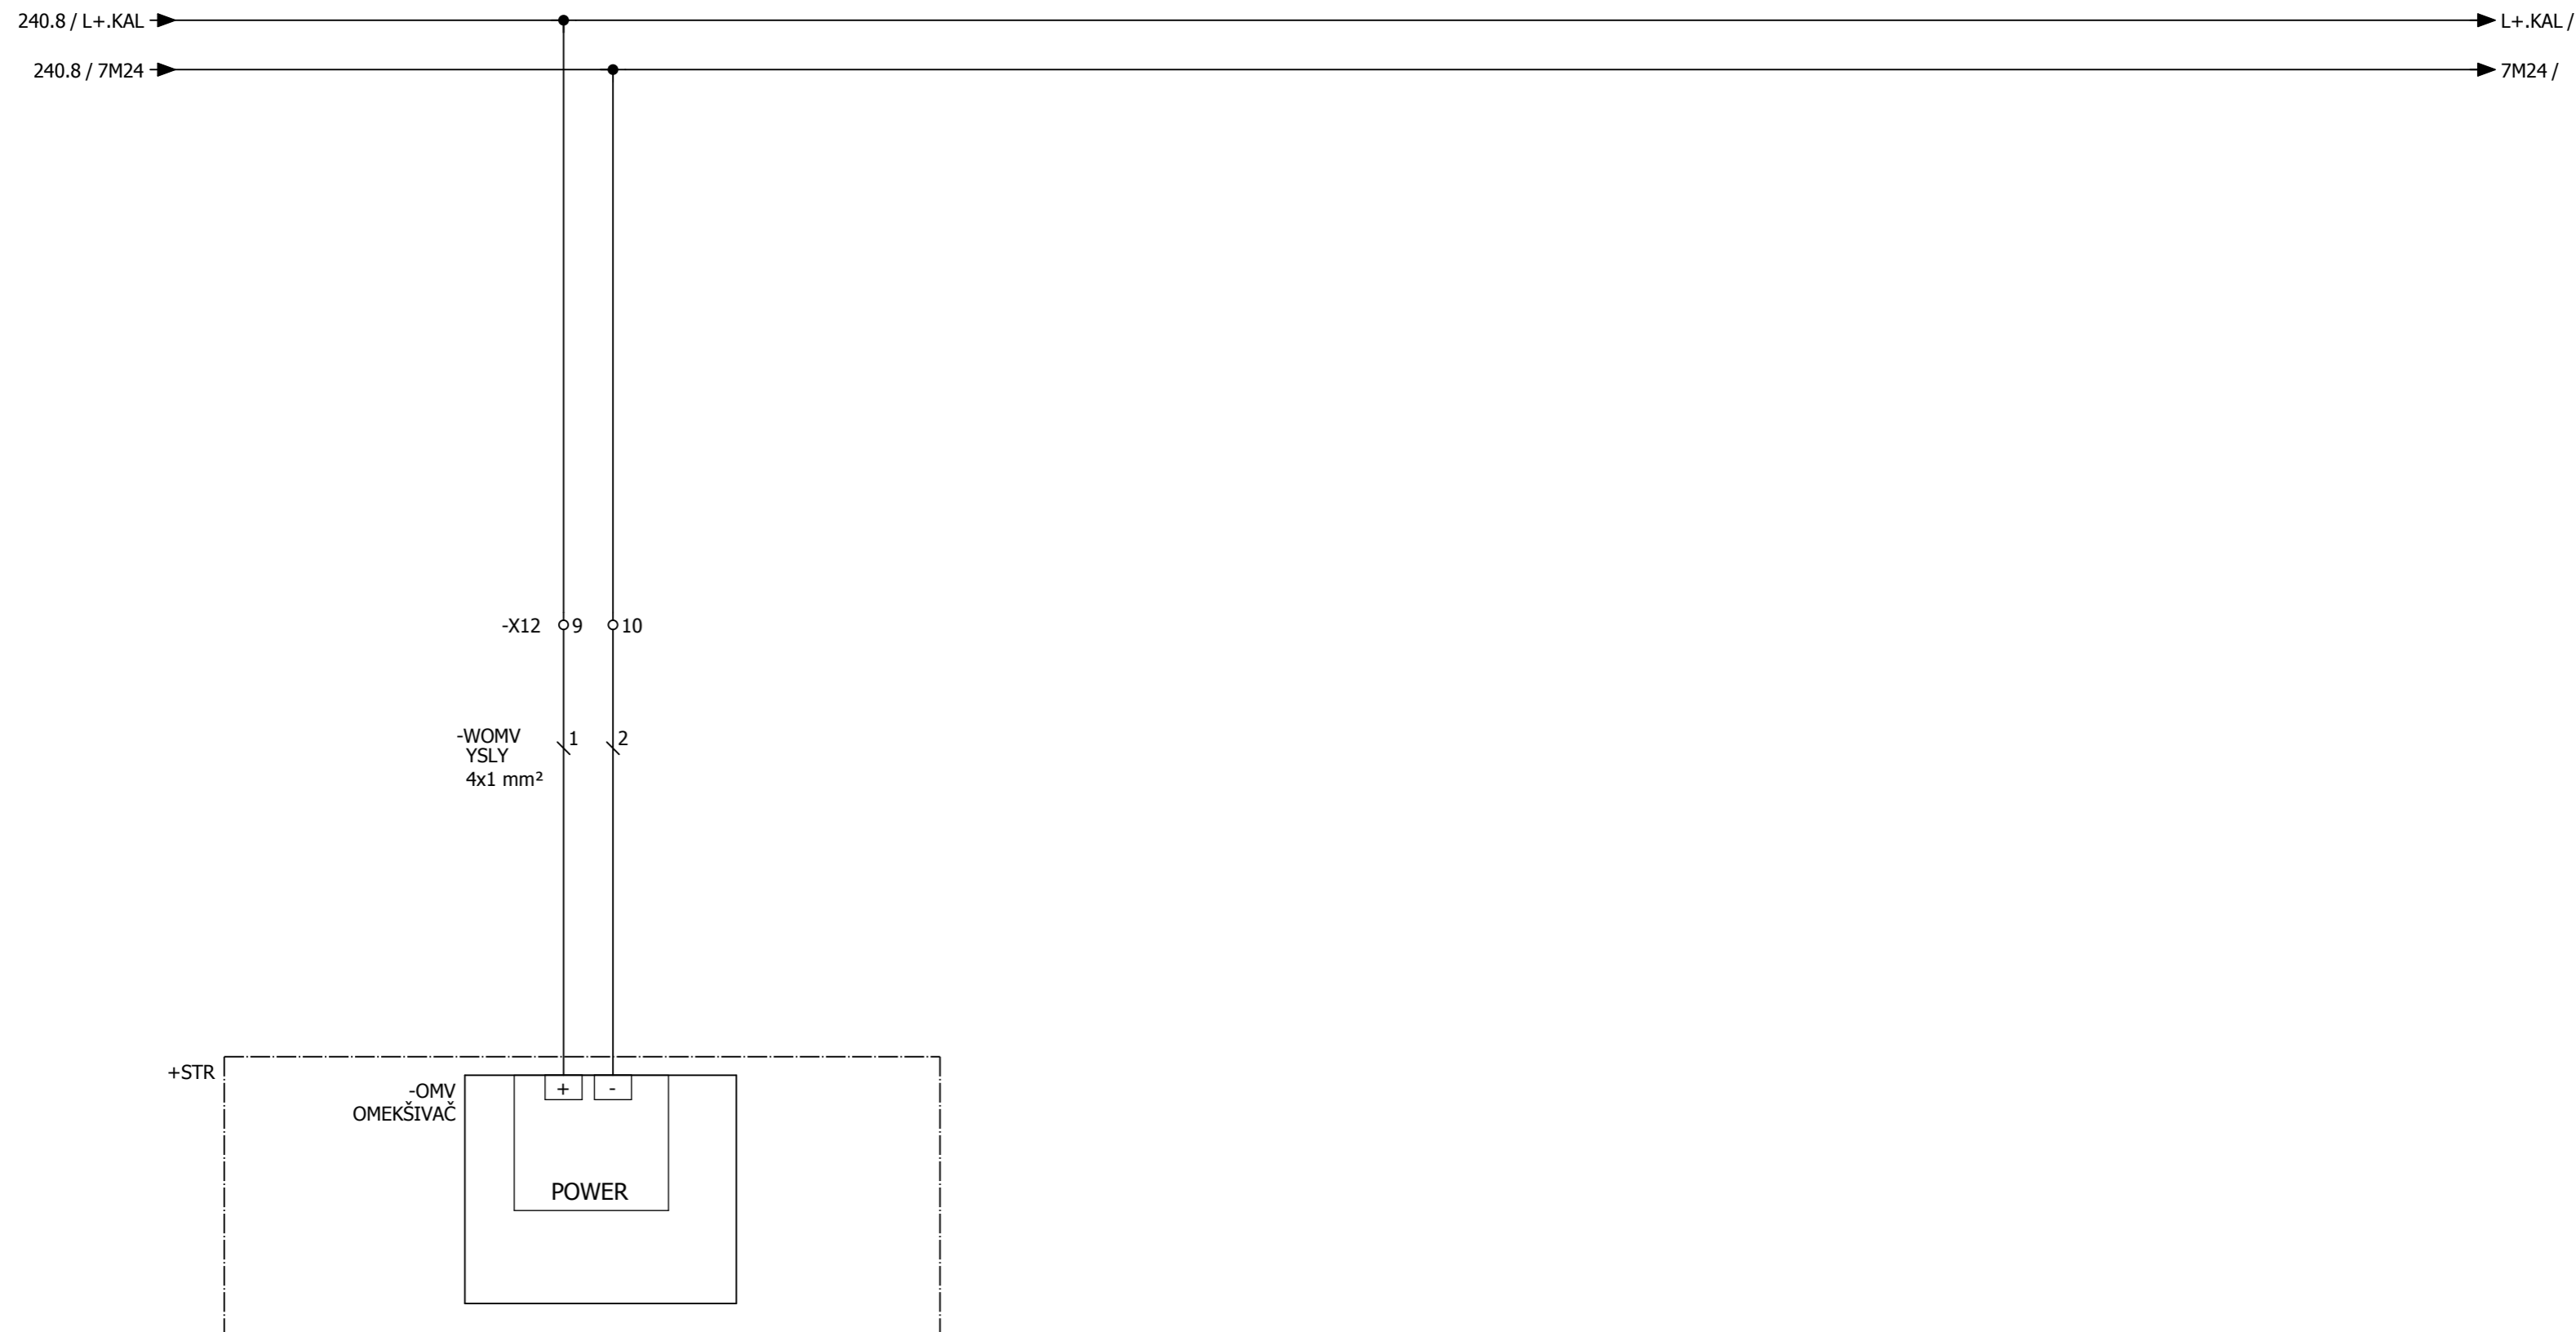 240.8 / L+.KAL
L+.KAL /
240.8 / 7M24
7M24 /
-X12 9 10
-WOMV 1 2
YSLY
4x1 mm²
+STR
-OMV + -
OMEKŠIVAČ
POWER